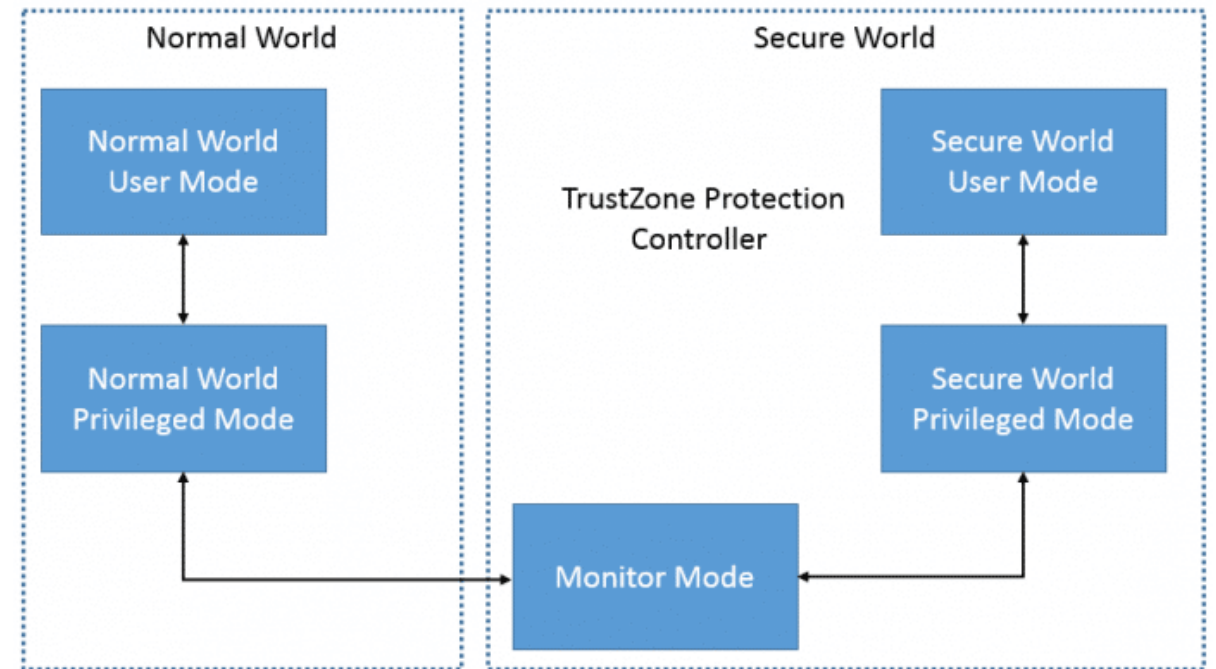 Normal World
Secure World
Normal World
User Mode
Secure World
User Mode
TrustZone Protection
Controller
Normal World
Privileged Mode
Secure World
Privileged Mode
Monitor Mode